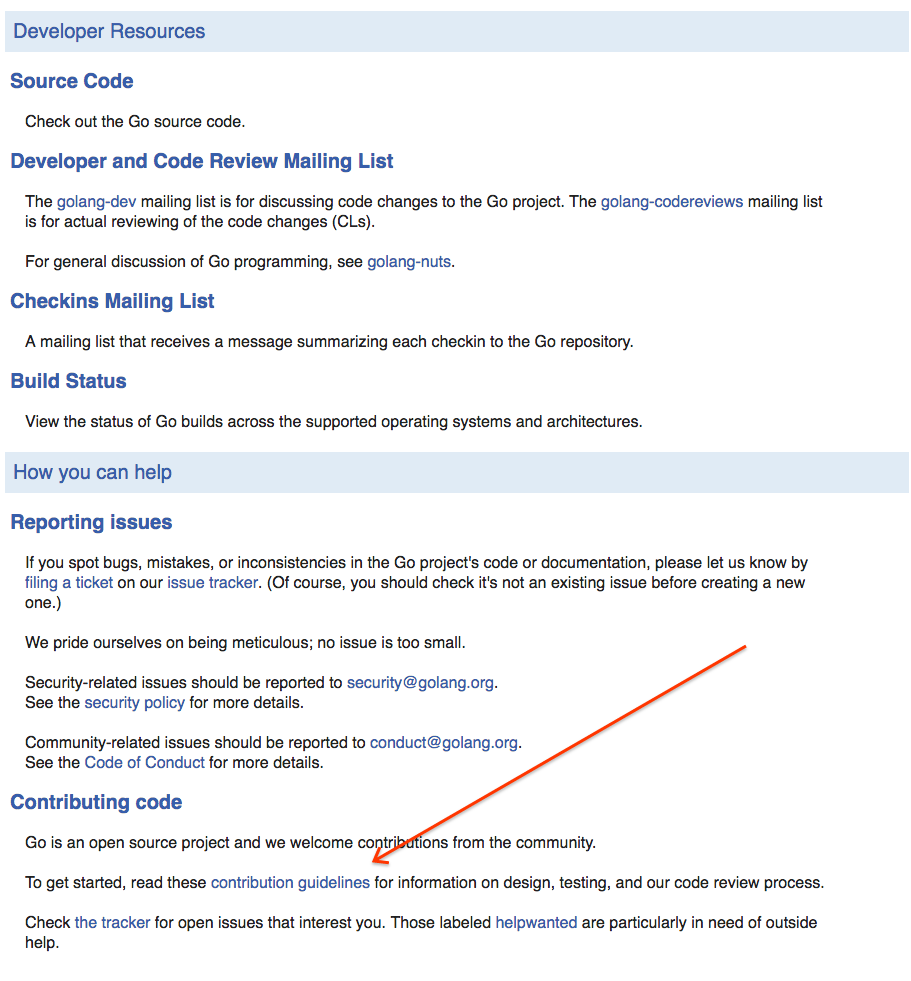 Developer Resources
Source Code
Check out the Go source code.
Developer and Code Review Mailing List
The golang-dev mailing list is for discussing code changes to the Go project. The golang-codereviews mailing list
is for actual reviewing of the code changes (CLs).
For general discussion of Go programming, see golang-nuts.
Checkins Mailing List
A mailing list that receives a message summarizing each checkin to the Go repository.
Build Status
View the status of Go builds across the supported operating systems and architectures.
How you can help
Reporting issues
If you spot bugs, mistakes, or inconsistencies in the Go project's code or documentation, please let us know by
filing a ticket on our issue tracker. (Of course, you should check it's not an existing issue before creating a new
one.)
We pride ourselves on being meticulous; no issue is too small.
Security-related issues should be reported to security@golang.org.
See the security policy for more details.
Community-related issues should be reported to conduct@golang.org.
See the Code of Conduct for more details.
Contributing code
Go is an open source project and we welcome contributions from the community.
To get started, read these contribution guidelines for information on design, testing, and our code review process.
Check the tracker for open issues that interest you. Those labeled helpwanted are particularly in need of outside
help.